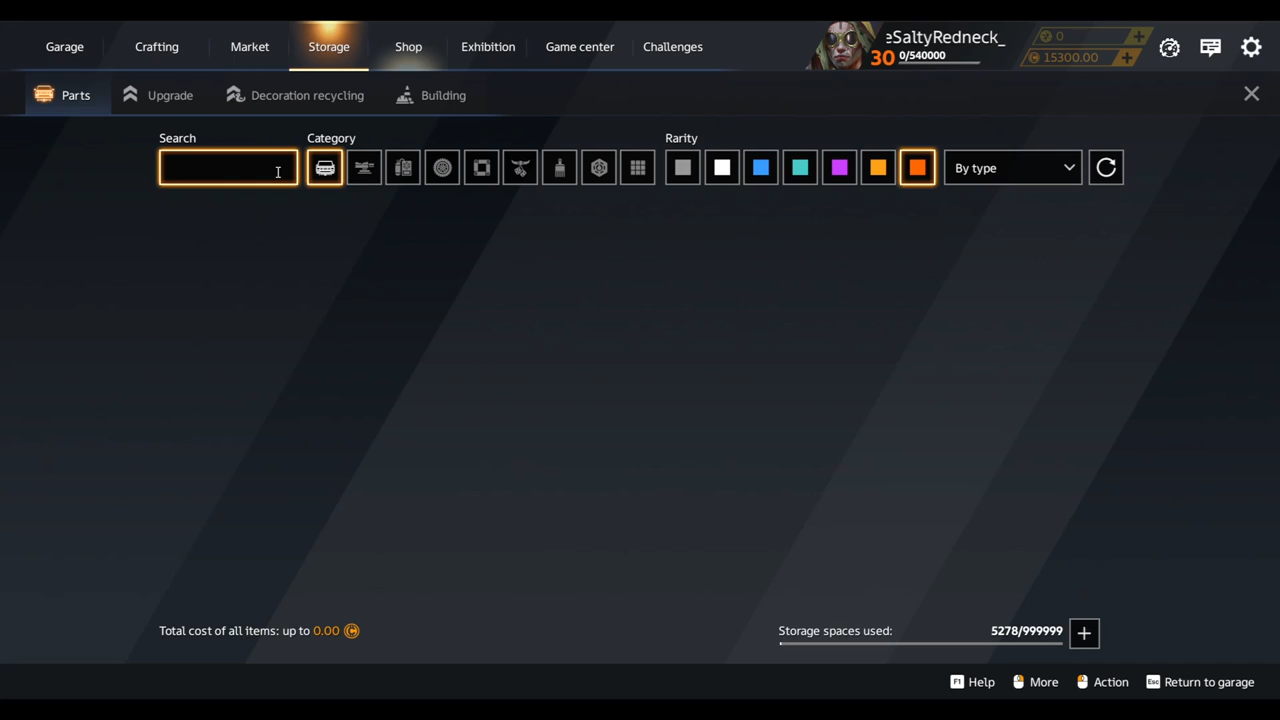 Garage Crafting Market Storage Shop Exhibition Game center Challenges
eSaltyRedneck_
30 0/540000
0
15300.00
Parts Upgrade Decoration recycling Building
Search Category Rarity
By type
Total cost of all items: up to 0.00
Storage spaces used: 5278/999999
F1 Help More Action Esc Return to garage